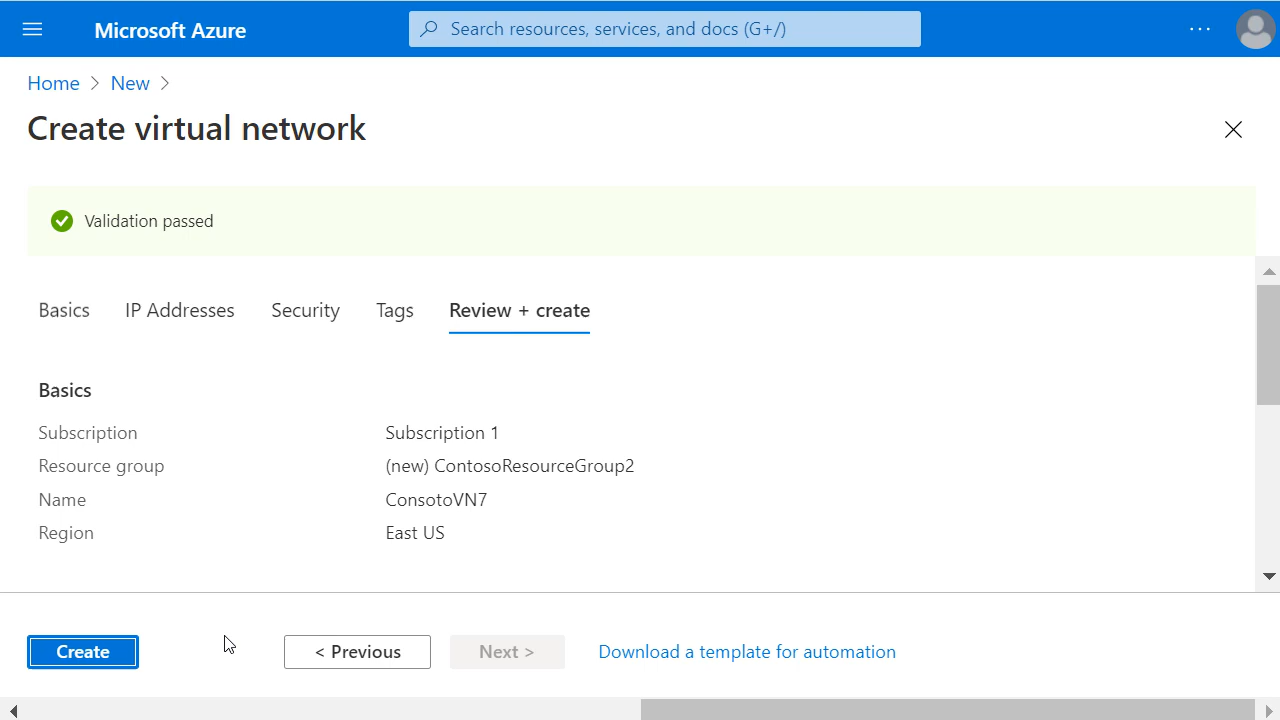 Microsoft Azure
Search resources, services, and docs (G+/)
...
Home > New >
Create virtual network
Validation passed
Basics IP Addresses Security Tags Review + create
Basics
Subscription Subscription 1
Resource group (new) ContosoResourceGroup2
Name ConsotoVN7
Region East US
Create < Previous Next > Download a template for automation